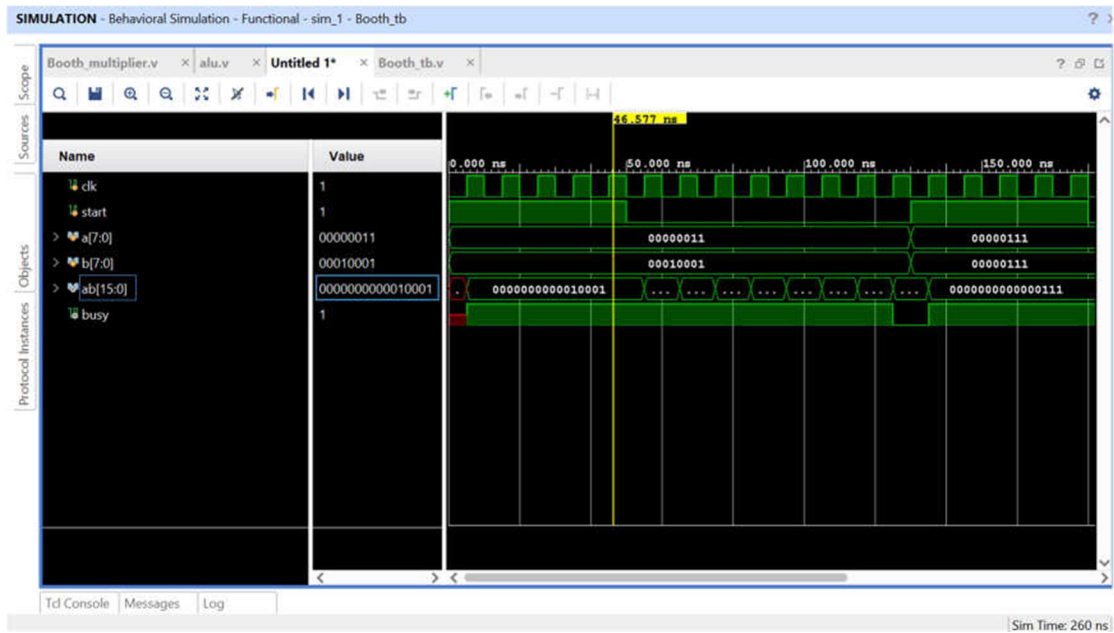 SIMULATION - Behavioral Simulation - Functional - sim_1 - Booth_tb ?
Booth_multiplier.v × alu.v × Untitled 1* × Booth_tb.v × ?
Scope
Sources
Objects
Protocol Instances
46.577 ns
Name Value 0.000 ns 50.000 ns 100.000 ns 150.000 ns
clk 1
start 1
> a[7:0] 00000011 00000011 00000111
> b[7:0] 00010001 00010001 00000111
> ab[15:0] 0000000000010001 . 0000000000010001 ... ... ... ... ... ... ... ... 0000000000000111
busy 1
Tcl Console Messages Log
Sim Time: 260 ns